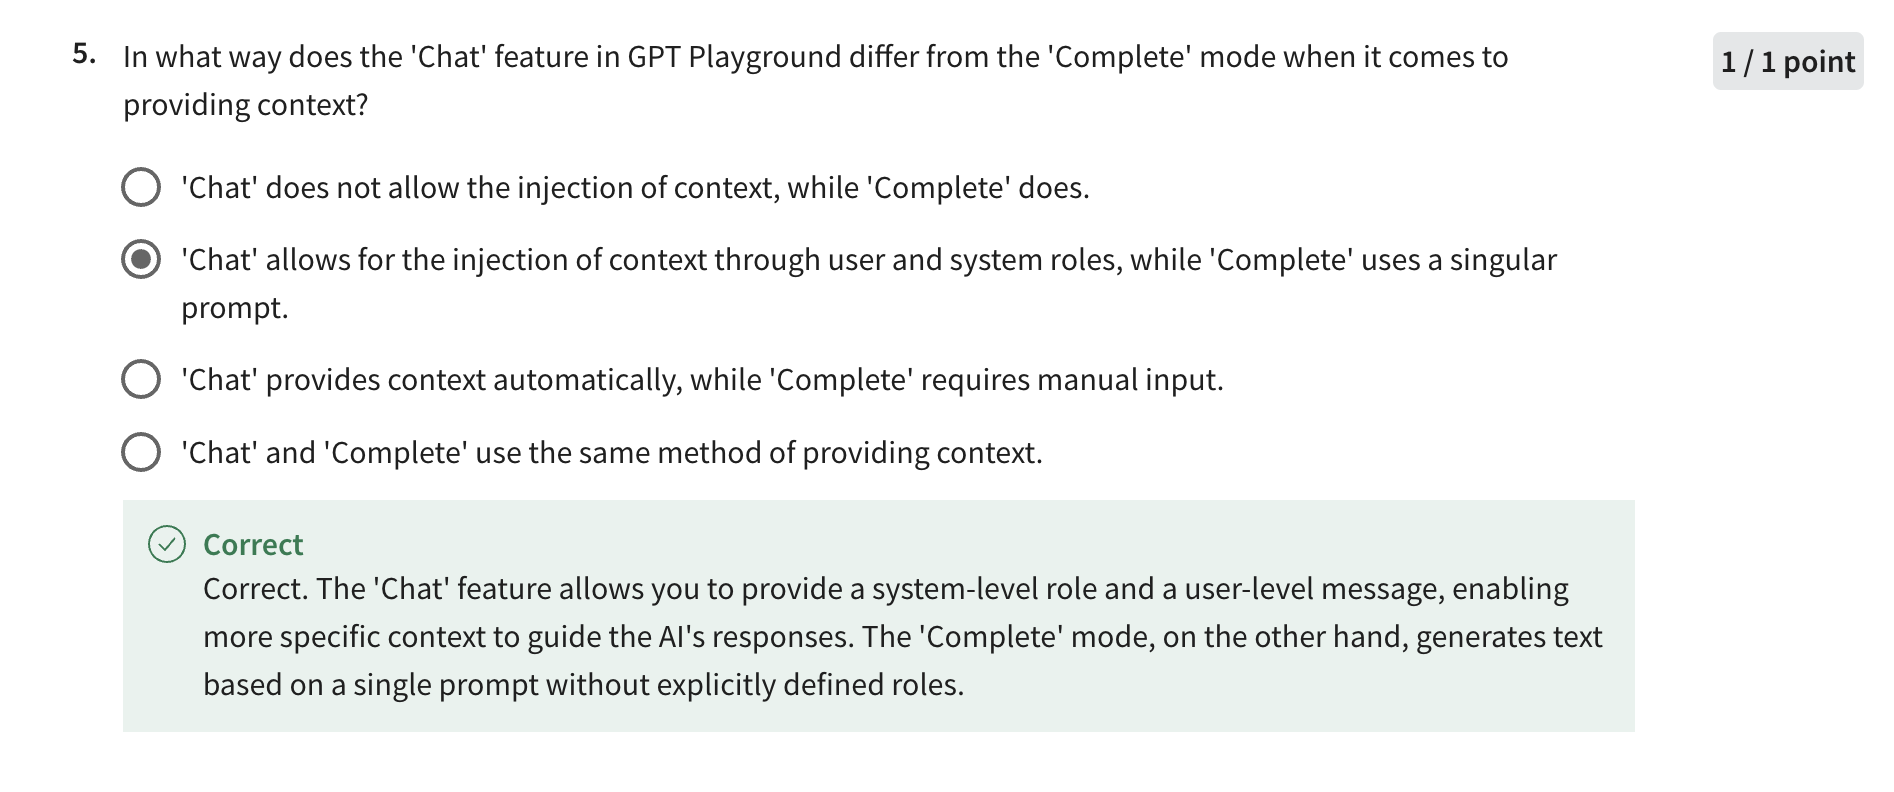 5. In what way does the 'Chat' feature in GPT Playground differ from the 'Complete' mode when it comes to
providing context?
1 / 1 point
'Chat' does not allow the injection of context, while 'Complete' does.
'Chat' allows for the injection of context through user and system roles, while 'Complete' uses a singular
prompt.
'Chat' provides context automatically, while 'Complete' requires manual input.
'Chat' and 'Complete' use the same method of providing context.
Correct
Correct. The 'Chat' feature allows you to provide a system-level role and a user-level message, enabling
more specific context to guide the AI's responses. The 'Complete' mode, on the other hand, generates text
based on a single prompt without explicitly defined roles.